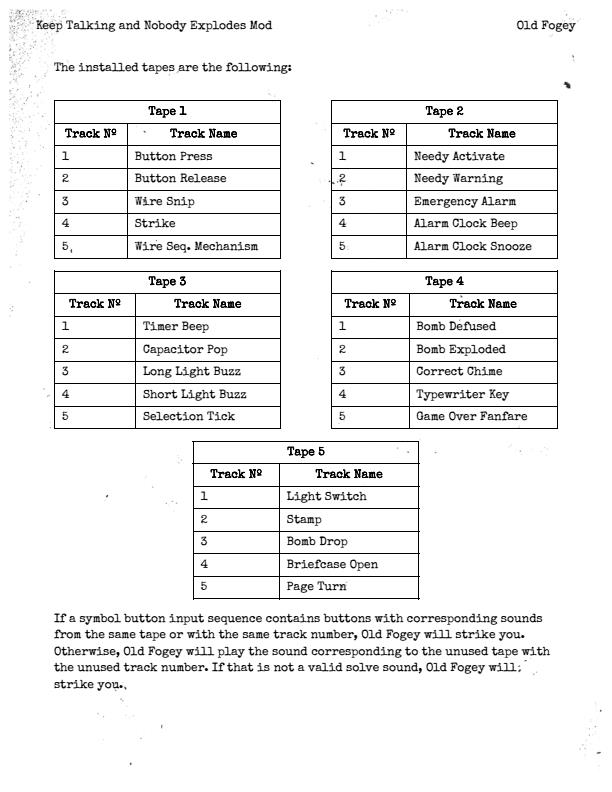 Keep Talking and Nobody Explodes Mod Old Fogey
The installed tapes are the following:
Tape 1
Track Nº Track Name
1 Button Press
2 Button Release
3 Wire Snip
4 Strike
5 Wire Seq. Mechanism
Tape 2
Track Nº Track Name
1 Needy Activate
2 Needy Warning
3 Emergency Alarm
4 Alarm Clock Beep
5 Alarm Clock Snooze
Tape 3
Track Nº Track Name
1 Timer Beep
2 Capacitor Pop
3 Long Light Buzz
4 Short Light Buzz
5 Selection Tick
Tape 4
Track Nº Track Name
1 Bomb Defused
2 Bomb Exploded
3 Correct Chime
4 Typewriter Key
5 Game Over Fanfare
Tape 5
Track Nº Track Name
1 Light Switch
2 Stamp
3 Bomb Drop
4 Briefcase Open
5 Page Turn
If a symbol button input sequence contains buttons with corresponding sounds
from the same tape or with the same track number, Old Fogey will strike you.
Otherwise, Old Fogey will play the sound corresponding to the unused tape with
the unused track number. If that is not a valid solve sound, Old Fogey will
strike you.